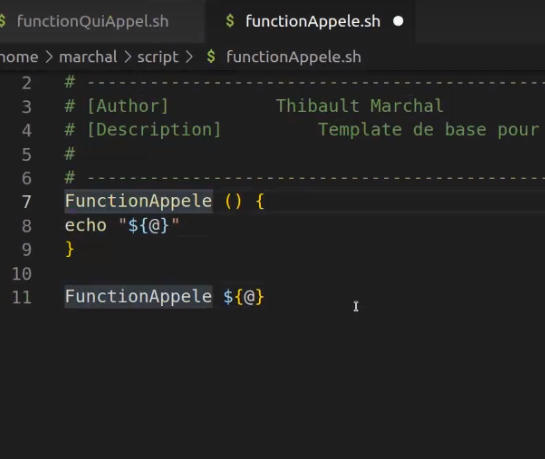 $ functionQuiAppel.sh $ functionAppele.sh
home > marchal > script > $ functionAppele.sh
2 # -------------------------------------------
3 # [Author] Thibault Marchal
4 # [Description] Template de base pour
5 #
6 # -------------------------------------------
7 FunctionAppele () {
8 echo "${@}"
9 }
10
11 FunctionAppele ${@}